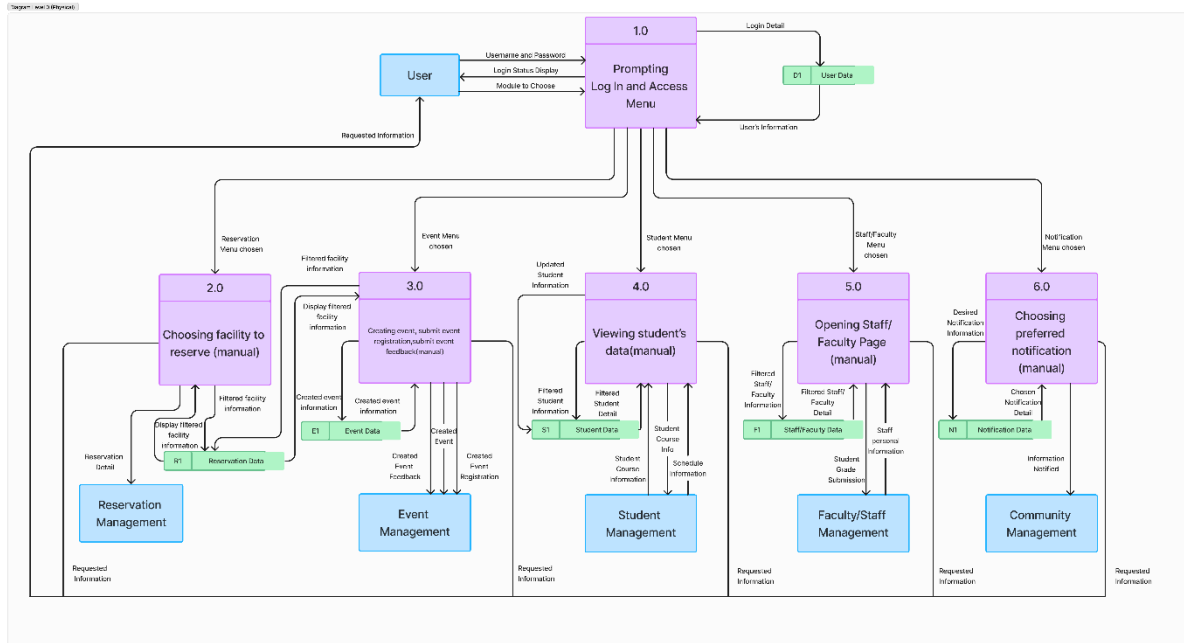 Diagram Level 0 (Physical)
1.0
Prompting
Log In and Access
Menu
Login Detail
Username and Password
Login Status Display
Module to Choose
User
D1
User Data
User's Information
Requested Information
Reservation
Menu chosen
Event Menu
chosen
Student Menu
chosen
Staff/Faculty
Menu
chosen
Notification
Menu chosen
Filtered facility
information
Updated
Student
Information
2.0
Choosing facility to
reserve (manual)
Display filtered
facility
information
3.0
Creating event, submit event
registration,submit event
feedback(manual)
4.0
Viewing student's
data(manual)
5.0
Opening Staff/
Faculty Page
(manual)
Desired
Notification
Information
6.0
Choosing
preferred
notification
(manual)
Filtered facility
information
Created event
information
Created event
information
Filtered
Student
Information
Filtered
Student
Detail
Filtered Staff/
Faculty
Information
Filtered Staff/
Faculty
Detail
Chosen
Notification
Detail
Display filtered
facility
information
R1
Reservation Data
E1
Event Data
S1
Student Data
F1
Staff/Faculty Data
N1
Notification Data
Reservation
Detail
Created
Event
Feedback
Created
Event
Created
Event
Registration
Student
Course
Information
Student
Course
Info
Schedule
Information
Student
Grade
Submission
Staff
persons
Information
Information
Notified
Reservation
Management
Event
Management
Student
Management
Faculty/Staff
Management
Community
Management
Requested
Information
Requested
Information
Requested
Information
Requested
Information
Requested
Information